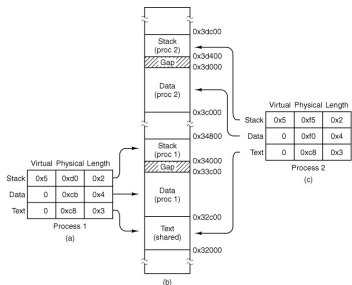 0x3dc00
Stack
(proc 2)
0x3d400
Gap
0x3d000
Data
(proc 2)
0x3c000
0x34800
Stack
(proc 1)
0x34000
Gap
0x33c00
Data
(proc 1)
0x32c00
Text
(shared)
0x32000
(b)
Virtual Physical Length
Stack 0x5 0xd0 0x2
Data 0 0xcb 0x4
Text 0 0xc8 0x3
Process 1
(a)
Virtual Physical Length
Stack 0x5 0xf5 0x2
Data 0 0xf0 0x4
Text 0 0xc8 0x3
Process 2
(c)